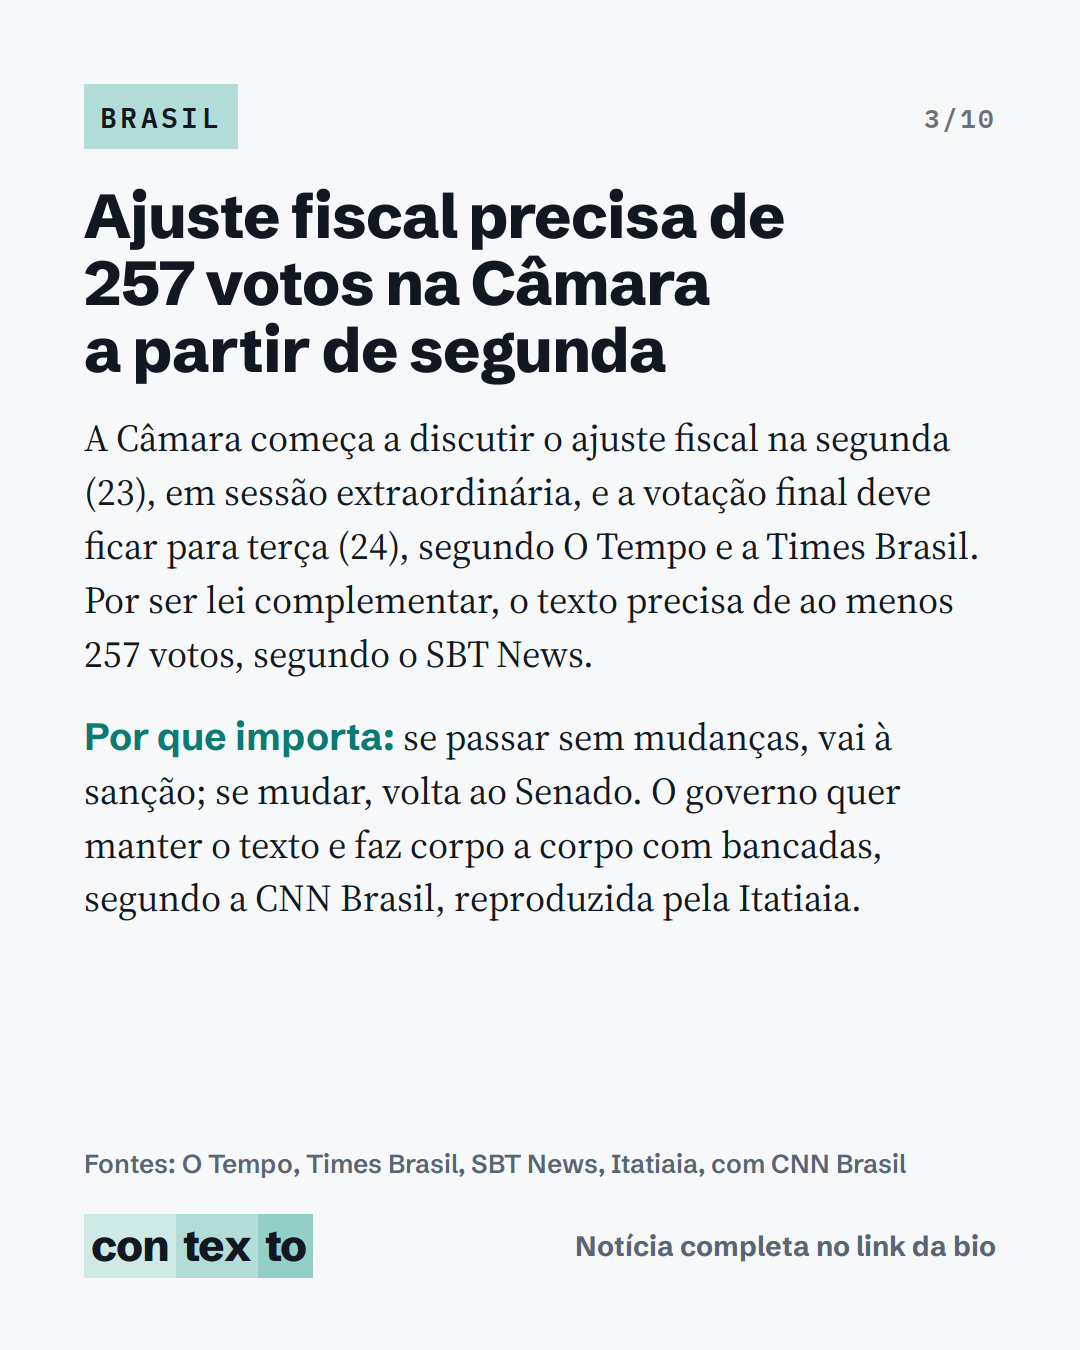 BRASIL
3/10
Ajuste fiscal precisa de
257 votos na Câmara
a partir de segunda
A Câmara começa a discutir o ajuste fiscal na segunda
(23), em sessão extraordinária, e a votação final deve
ficar para terça (24), segundo O Tempo e a Times Brasil.
Por ser lei complementar, o texto precisa de ao menos
257 votos, segundo o SBT News.
Por que importa: se passar sem mudanças, vai à
sanção; se mudar, volta ao Senado. O governo quer
manter o texto e faz corpo a corpo com bancadas,
segundo a CNN Brasil, reproduzida pela Itatiaia.
Fontes: O Tempo, Times Brasil, SBT News, Itatiaia, com CNN Brasil
contexto
Notícia completa no link da bio